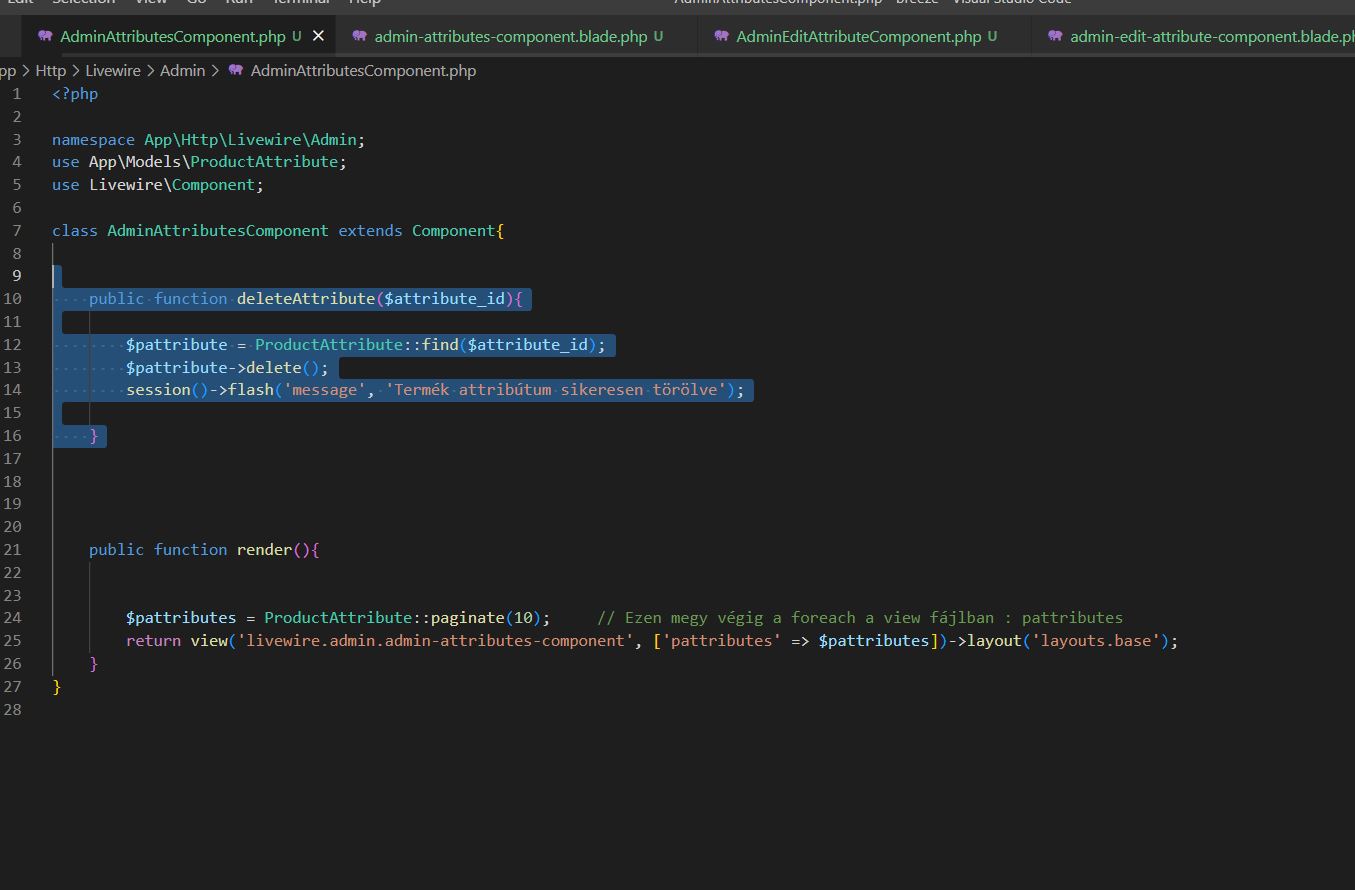 Edit Selection View Go Run Terminal Help AdminAttributesComponent.php - breeze - Visual Studio Code
AdminAttributesComponent.php U × admin-attributes-component.blade.php U AdminEditAttributeComponent.php U admin-edit-attribute-component.blade.ph
pp > Http > Livewire > Admin > AdminAttributesComponent.php
1 <?php
2
3 namespace App\Http\Livewire\Admin;
4 use App\Models\ProductAttribute;
5 use Livewire\Component;
6
7 class AdminAttributesComponent extends Component{
8
9
10 public function deleteAttribute($attribute_id){
11
12 $pattribute = ProductAttribute::find($attribute_id);
13 $pattribute->delete();
14 session()->flash('message', 'Termék attribútum sikeresen törölve');
15
16 }
17
18
19
20
21 public function render(){
22
23
24 $pattributes = ProductAttribute::paginate(10); // Ezen megy végig a foreach a view fájlban : pattributes
25 return view('livewire.admin.admin-attributes-component', ['pattributes' => $pattributes])->layout('layouts.base');
26 }
27 }
28